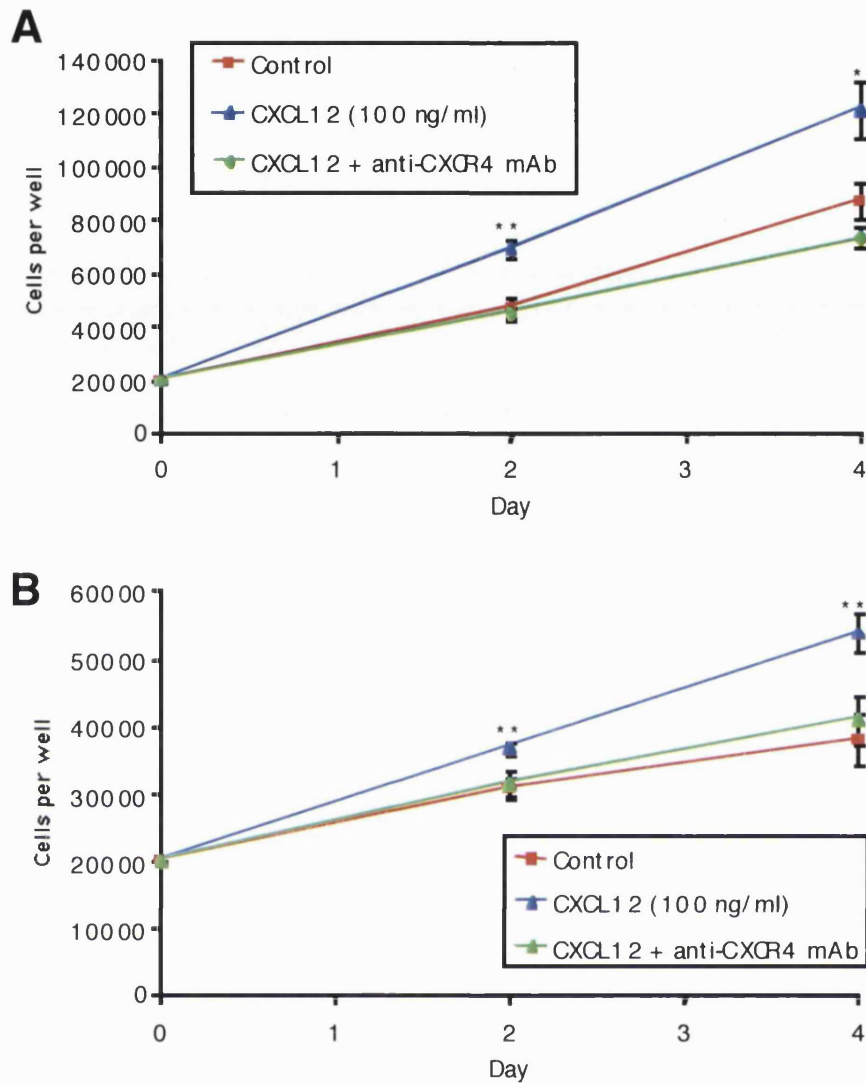 A
Control
CXCL12 (100 ng/ml)
CXCL12 + anti-CXCR4 mAb
140000
120000
100000
80000
60000
40000
20000
0
Cells per well
* *
*
0 1 2 3 4
Day
B
60000
50000
40000
30000
20000
10000
0
Cells per well
* *
* *
Control
CXCL12 (100 ng/ml)
CXCL12 + anti-CXCR4 mAb
0 1 2 3 4
Day